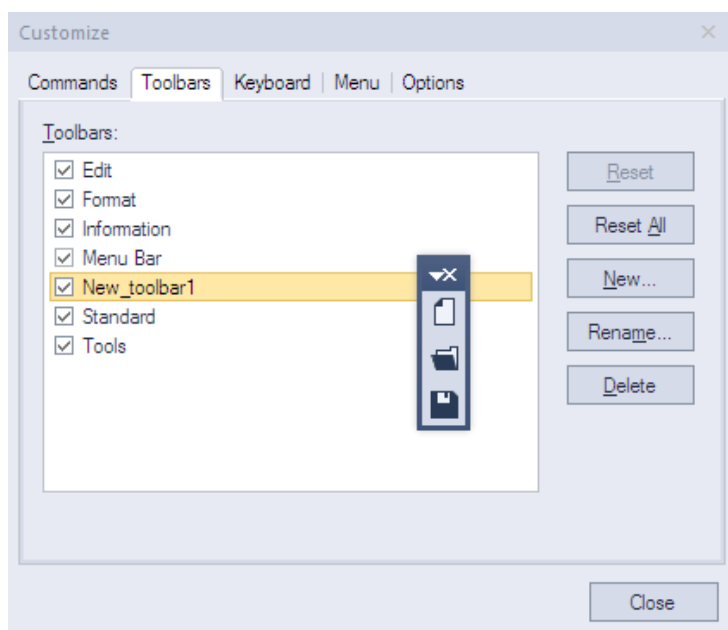 Customize
Commands Toolbars Keyboard Menu Options
Toolbars:
Edit
Format
Information
Menu Bar
New_toolbar1
Standard
Tools
Reset
Reset All
New...
Rename...
Delete
Close